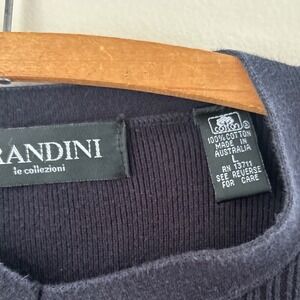 RANDINI
le collezioni
100% COTTON
MADE IN
AUSTRALIA
L
RN 13711
SEE REVERSE
FOR CARE